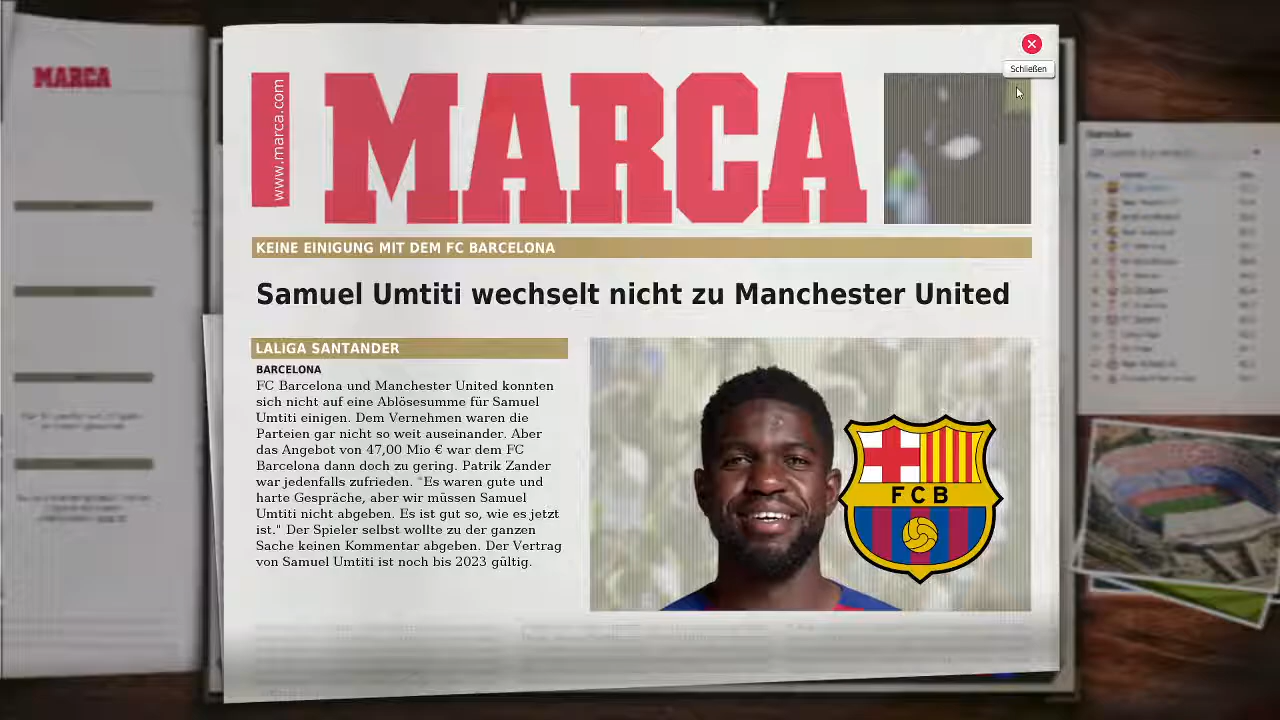 MARCA
www.marca.com
MARCA
Schließen
KEINE EINIGUNG MIT DEM FC BARCELONA
Samuel Umtiti wechselt nicht zu Manchester United
LALIGA SANTANDER
BARCELONA
FC Barcelona und Manchester United konnten
sich nicht auf eine Ablösesumme für Samuel
Umtiti einigen. Dem Vernehmen waren die
Parteien gar nicht so weit auseinander. Aber
das Angebot von 47,00 Mio € war dem FC
Barcelona dann doch zu gering. Patrik Zander
war jedenfalls zufrieden. "Es waren gute und
harte Gespräche, aber wir müssen Samuel
Umtiti nicht abgeben. Es ist gut so, wie es jetzt
ist." Der Spieler selbst wollte zu der ganzen
Sache keinen Kommentar abgeben. Der Vertrag
von Samuel Umtiti ist noch bis 2023 gültig.
FCB